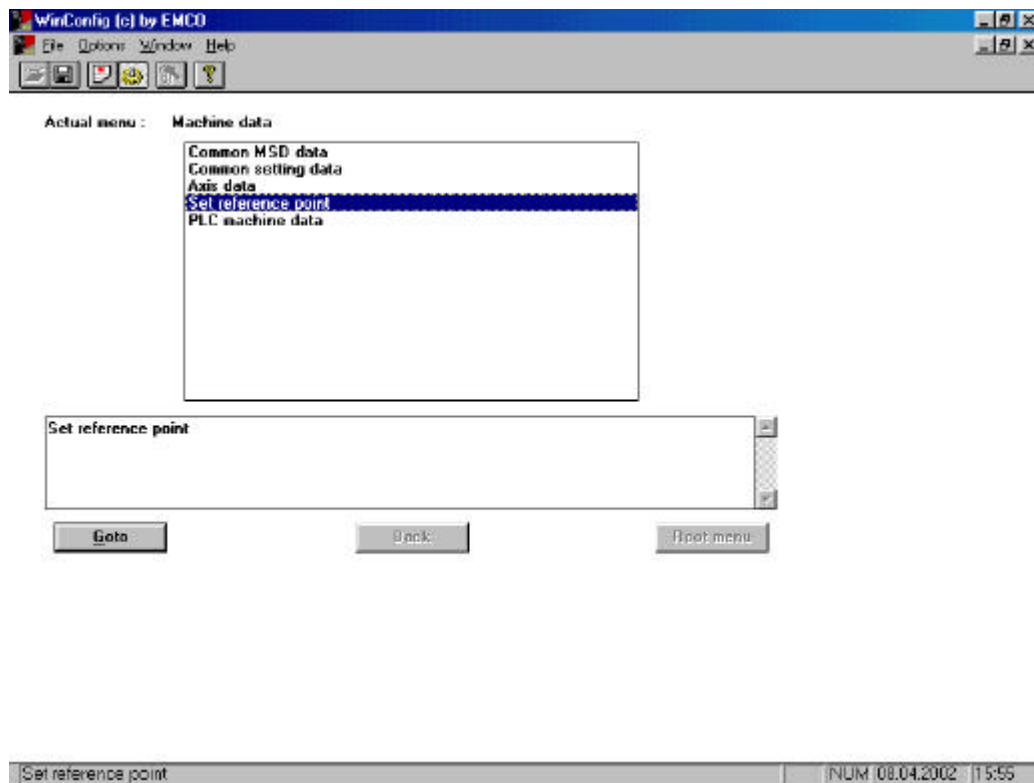 WinConfig (c) by EMCO
File Options Window Help
Actual menu : Machine data
Common MSD data
Common setting data
Axis data
Set reference point
PLC machine data
Set reference point
Goto Back Root menu
Set reference point NUM 08.04.2002 15:55